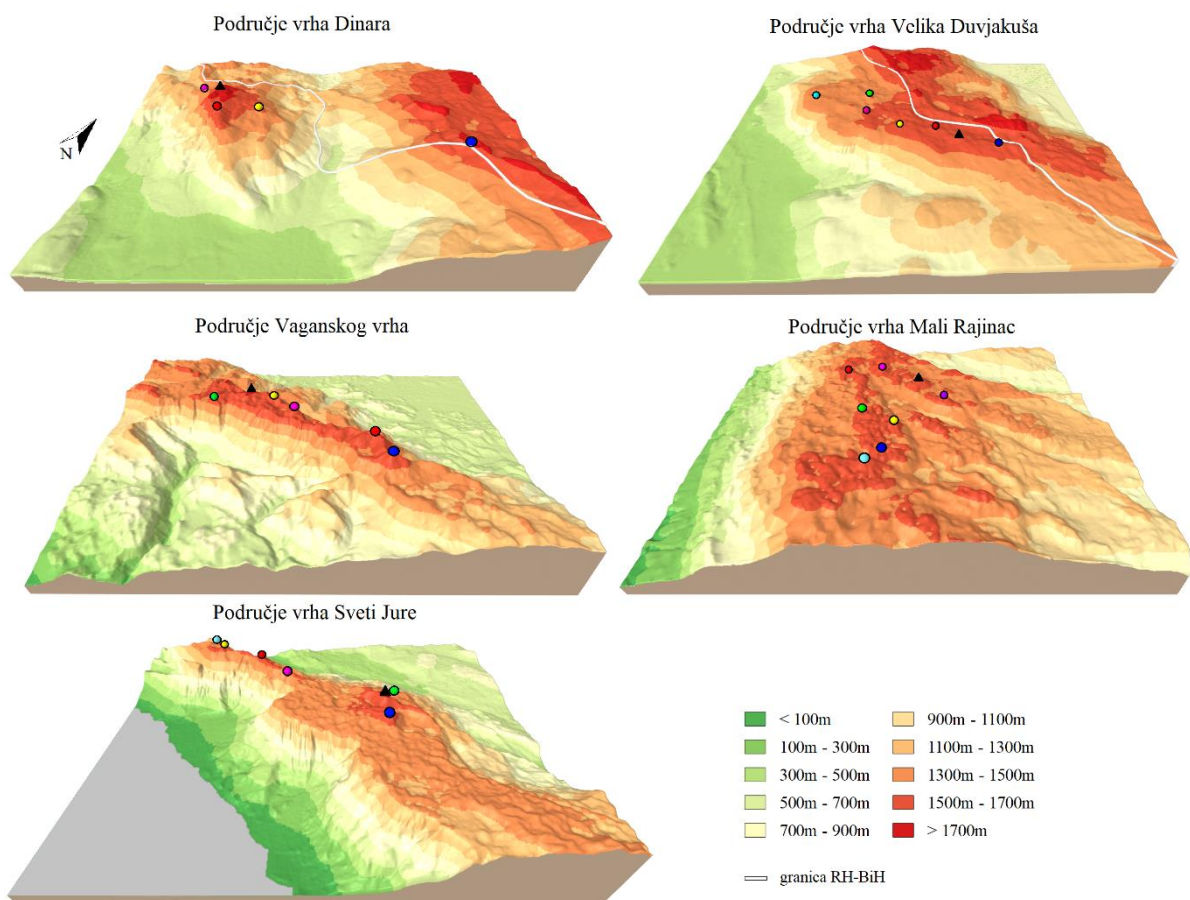 Područje vrha Dinara
Područje vrha Velika Duvjakuša
N
Područje Vaganskog vrha
Područje vrha Mali Rajinac
Područje vrha Sveti Jure
< 100m
100m - 300m
300m - 500m
500m - 700m
700m - 900m
900m - 1100m
1100m - 1300m
1300m - 1500m
1500m - 1700m
> 1700m
granica RH-BiH